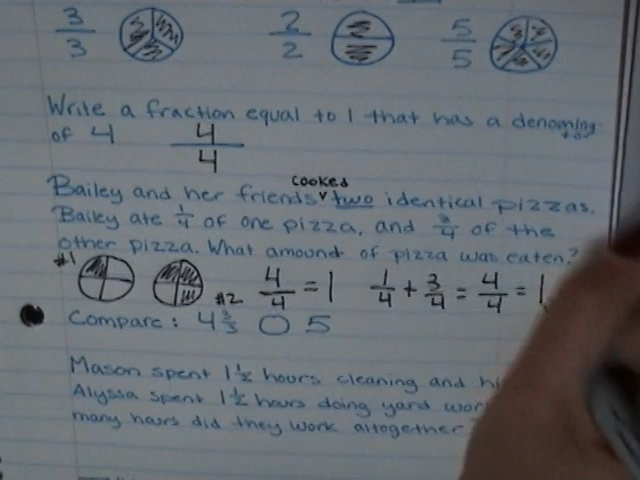 3/3 2/2 5/5
Write a fraction equal to 1 that has a denominator
of 4 4/4
Bailey and her friends cooked two identical pizzas.
Bailey ate 1/4 of one pizza, and 3/4 of the
other pizza. What amound of pizza was eaten?
#1 #2 4/4 = 1 1/4 + 3/4 = 4/4 = 1
Compare: 4 3/3 ○ 5
Mason spent 1 1/2 hours cleaning and
Alyssa spent 1 1/2 hours doing yard
many hours did they work altogether